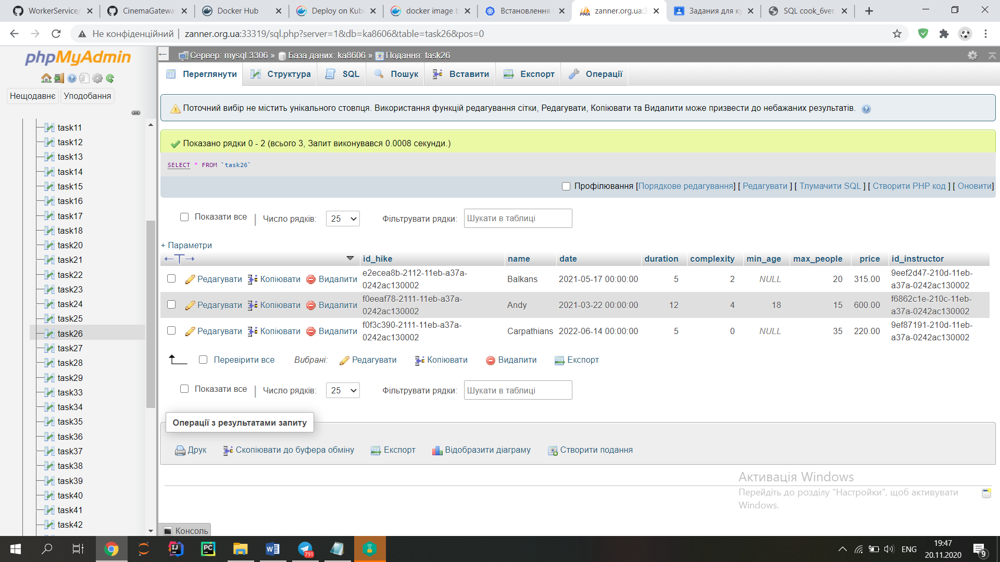 WorkerService/
CinemaGatewa
Docker Hub
Deploy on Kub
docker image b
Встановлення
zanner.org.ua:3
Задания для ку
SQL cook_6ver
Не конфіденційний | zanner.org.ua:33319/sql.php?server=1&db=ka8606&table=task26&pos=0
phpMyAdmin
Нещодавнє Уподобання
task11
task12
task13
task14
task15
task16
task17
task18
task20
task21
task22
task23
task24
task25
task26
task27
task28
task29
task33
task34
task35
task36
task37
task38
task39
task40
task41
task42
Сервер: mysql:3306 » База даних: ka8606 » Подання: task26
Переглянути Структура SQL Пошук Вставити Експорт Операції
Поточний вибір не містить унікального стовпця. Використання функцій редагування сітки, Редагувати, Копіювати та Видалити може призвести до небажаних результатів.
Показано рядки 0 - 2 (всього 3, Запит виконувався 0.0008 секунди.)
SELECT * FROM `task26`
Профілювання [Порядкове редагування] [ Редагувати ] [ Тлумачити SQL ] [ Створити PHP код ] [ Оновити]
Показати все | Число рядків: 25 Фільтрувати рядки: Шукати в таблиці
+ Параметри
←T→ id_hike name date duration complexity min_age max_people price id_instructor
Редагувати Копіювати Видалити e2ecea8b-2112-11eb-a37a-0242ac130002 Balkans 2021-05-17 00:00:00 5 2 NULL 20 315.00 9eef2d47-210d-11eb-a37a-0242ac130002
Редагувати Копіювати Видалити f0eeaf78-2111-11eb-a37a-0242ac130002 Andy 2021-03-22 00:00:00 12 4 18 15 600.00 f6862c1e-210c-11eb-a37a-0242ac130002
Редагувати Копіювати Видалити f0f3c390-2111-11eb-a37a-0242ac130002 Carpathians 2022-06-14 00:00:00 5 0 NULL 35 220.00 9ef87191-210d-11eb-a37a-0242ac130002
Перевірити все Вибрані: Редагувати Копіювати Видалити Експорт
Показати все | Число рядків: 25 Фільтрувати рядки: Шукати в таблиці
Операції з результатами запиту
Друк Скопіювати до буфера обміну Експорт Відобразити діаграму Створити подання
Активація Windows
Перейдіть до розділу "Настройки", щоб активувати
Windows.
Консоль
791
ENG
19:47
20.11.2020
9